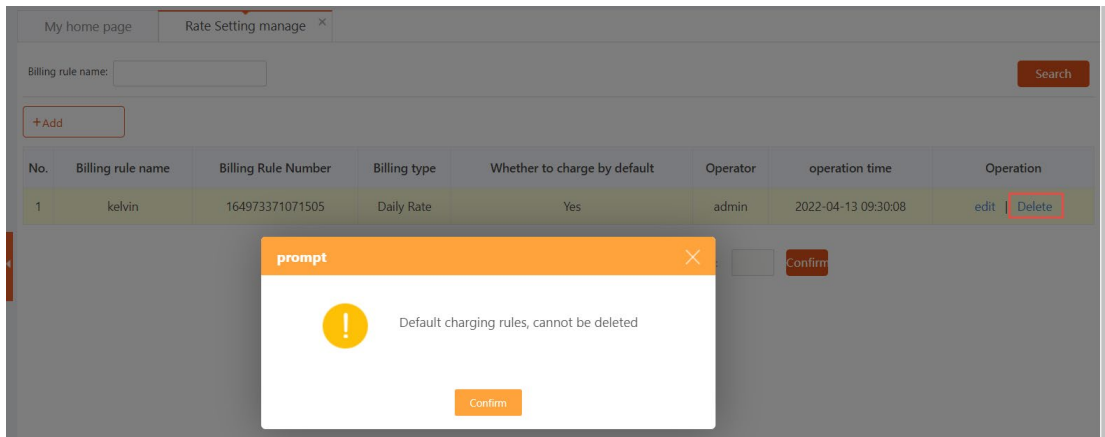 My home page
Rate Setting manage ×
Billing rule name:
Search
+Add
No. Billing rule name Billing Rule Number Billing type Whether to charge by default Operator operation time Operation
1 kelvin 164973371071505 Daily Rate Yes admin 2022-04-13 09:30:08 edit | Delete
prompt
Confirm
Default charging rules, cannot be deleted
Confirm